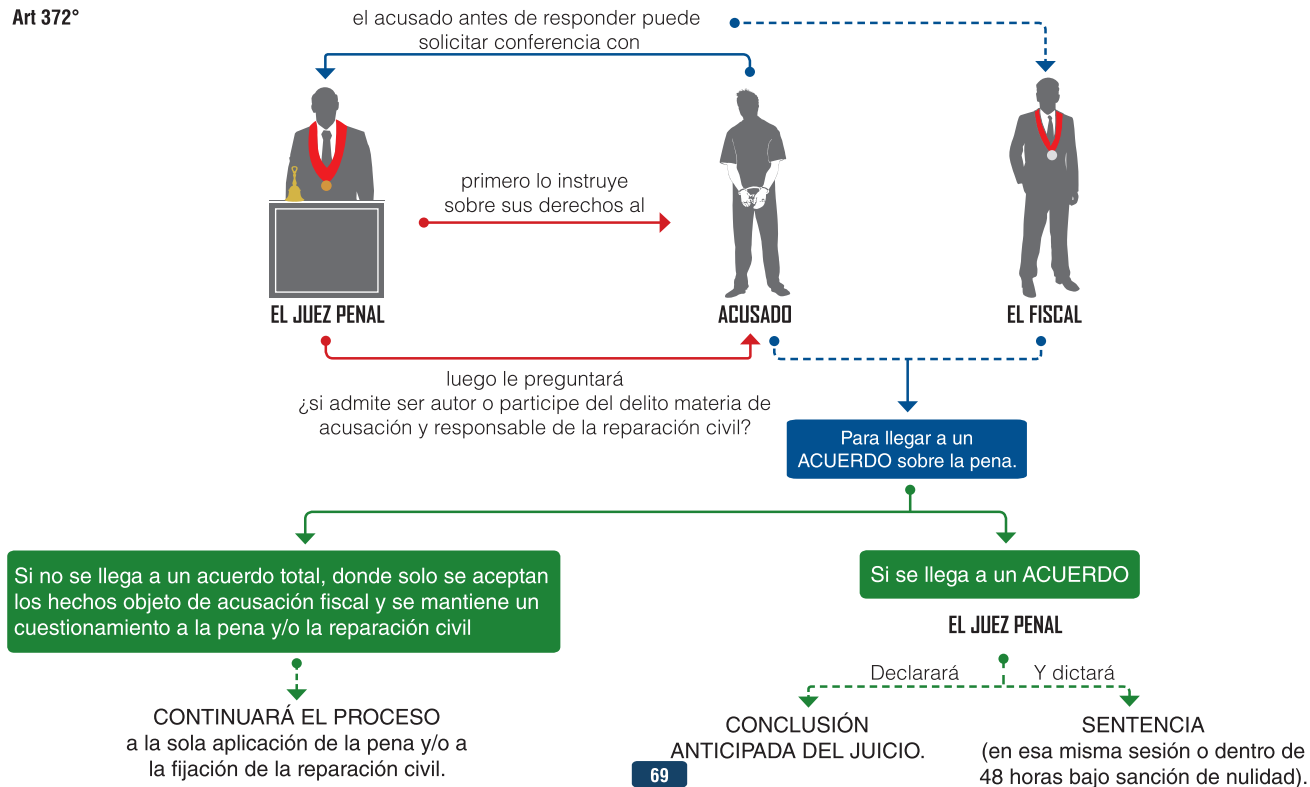 Art 372°
el acusado antes de responder puede
solicitar conferencia con
primero lo instruye
sobre sus derechos al
EL JUEZ PENAL
ACUSADO
EL FISCAL
luego le preguntará
¿si admite ser autor o participe del delito materia de
acusación y responsable de la reparación civil?
Para llegar a un
ACUERDO sobre la pena.
Si no se llega a un acuerdo total, donde solo se aceptan
los hechos objeto de acusación fiscal y se mantiene un
cuestionamiento a la pena y/o la reparación civil
CONTINUARÁ EL PROCESO
a la sola aplicación de la pena y/o a
la fijación de la reparación civil.
Si se llega a un ACUERDO
EL JUEZ PENAL
Declarará
Y dictará
CONCLUSIÓN
ANTICIPADA DEL JUICIO.
SENTENCIA
(en esa misma sesión o dentro de
48 horas bajo sanción de nulidad).
69